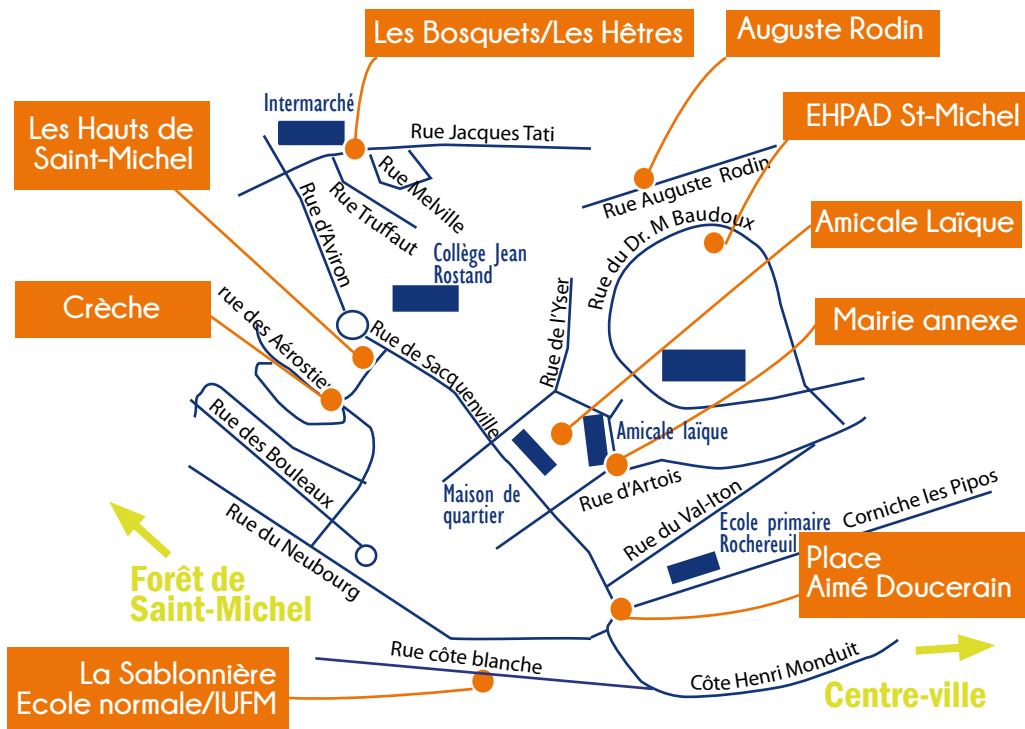 Les Bosquets/Les Hêtres
Auguste Rodin
Intermarché
EHPAD St-Michel
Les Hauts de
Saint-Michel
Rue Jacques Tati
Rue Melville
Rue Truffaut
Rue Auguste Rodin
Rue d'Aviron
Rue du Dr. M Baudoux
Amicale Laïque
Collège Jean
Rostand
Crèche
rue des Aérostie
Rue de Sacquenville
Rue de l'Yser
Mairie annexe
Rue des Bouleaux
Amicale laïque
Maison de
quartier
Rue d'Artois
Rue du Val-Iton
Corniche les Pipos
Ecole primaire
Rochereuil
Rue du Neubourg
Place
Aimé Doucerain
Forêt de
Saint-Michel
Rue côte blanche
La Sablonnière
Ecole normale/IUFM
Côte Henri Monduit
Centre-ville